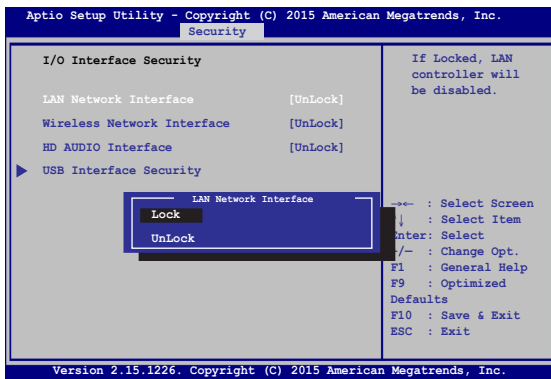 Aptio Setup Utility - Copyright (C) 2015 American Megatrends, Inc.
Security
I/O Interface Security
LAN Network Interface [UnLock]
Wireless Network Interface [UnLock]
HD AUDIO Interface [UnLock]
USB Interface Security
If Locked, LAN
controller will
be disabled.
LAN Network Interface
Lock
UnLock
→← : Select Screen
↓ : Select Item
Enter: Select
/— : Change Opt.
F1 : General Help
F9 : Optimized
Defaults
F10 : Save & Exit
ESC : Exit
Version 2.15.1226. Copyright (C) 2015 American Megatrends, Inc.